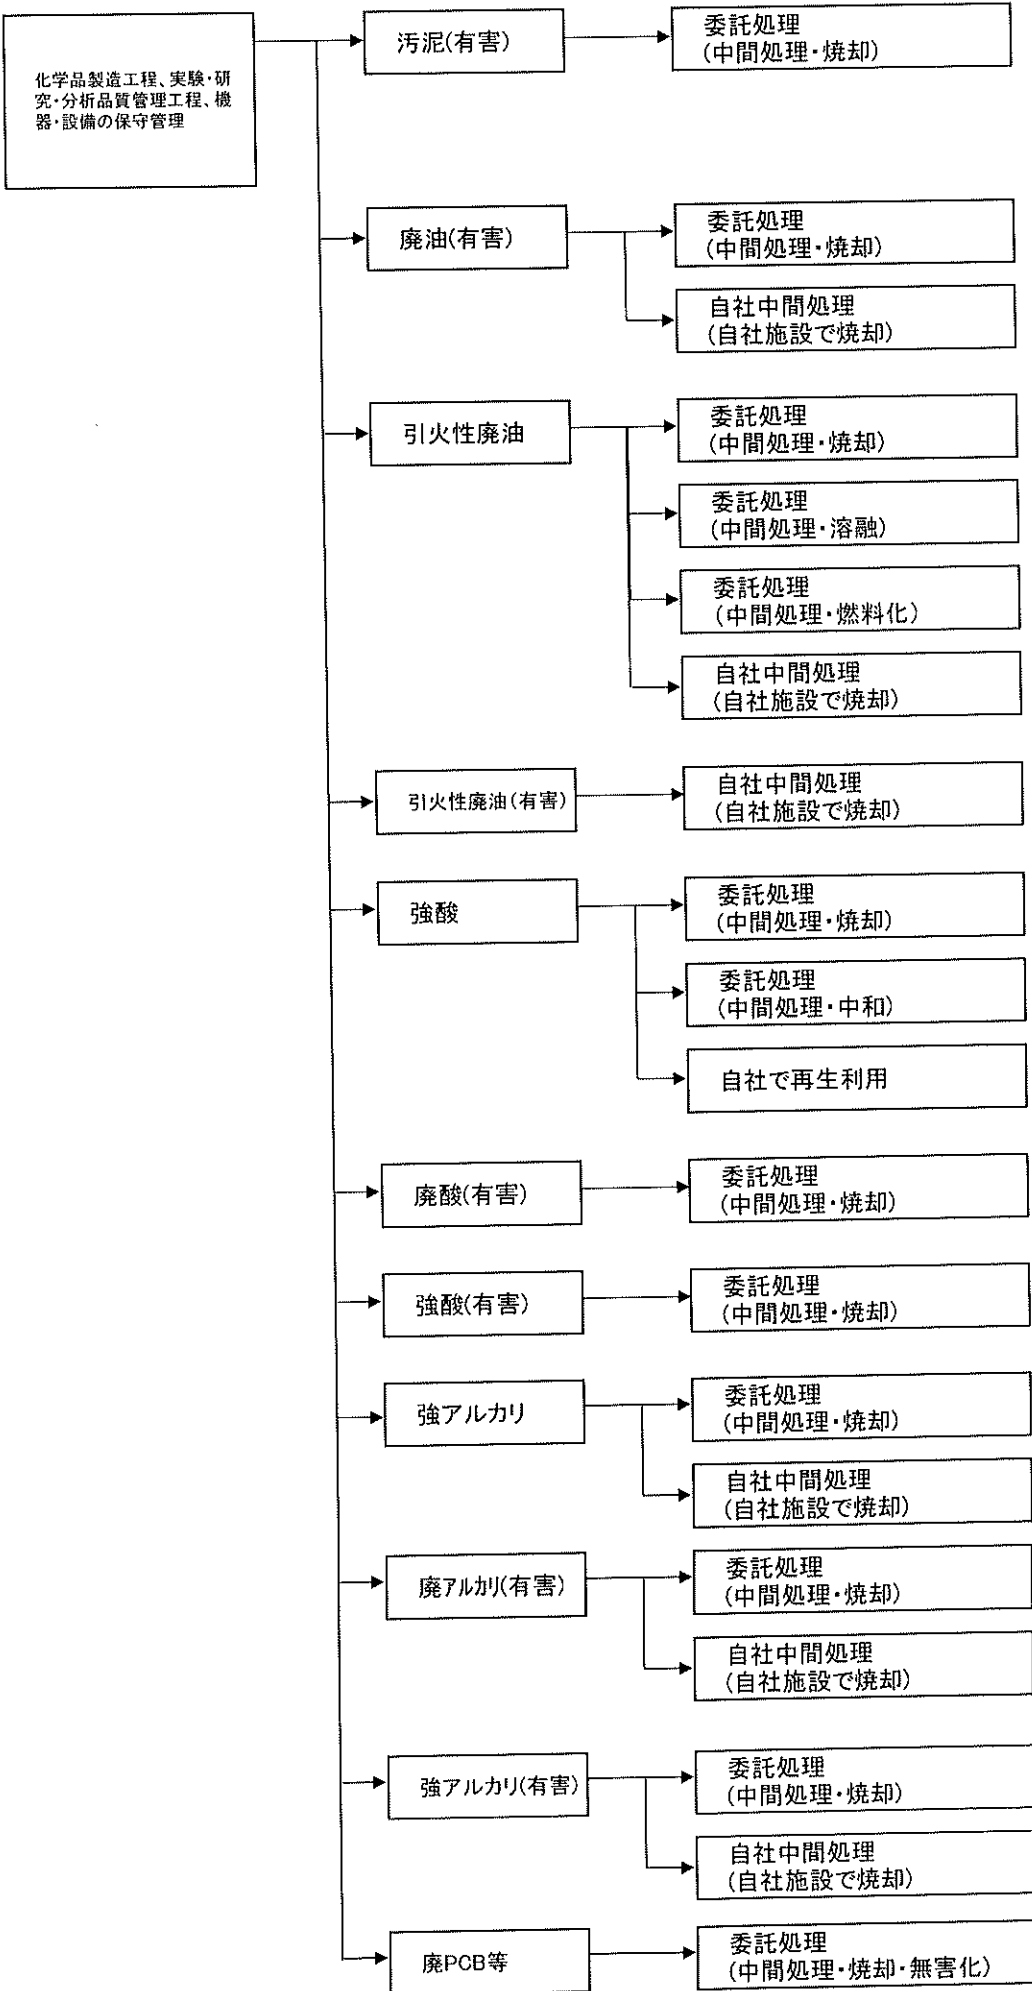 化学品製造工程、実験・研
究・分析品質管理工程、機
器・設備の保守管理
汚泥(有害)
委託処理
(中間処理・焼却)
廃油(有害)
委託処理
(中間処理・焼却)
自社中間処理
(自社施設で焼却)
引火性廃油
委託処理
(中間処理・焼却)
委託処理
(中間処理・溶融)
委託処理
(中間処理・燃料化)
自社中間処理
(自社施設で焼却)
引火性廃油(有害)
自社中間処理
(自社施設で焼却)
強酸
委託処理
(中間処理・焼却)
委託処理
(中間処理・中和)
自社で再生利用
廃酸(有害)
委託処理
(中間処理・焼却)
強酸(有害)
委託処理
(中間処理・焼却)
強アルカリ
委託処理
(中間処理・焼却)
自社中間処理
(自社施設で焼却)
廃アルカリ(有害)
委託処理
(中間処理・焼却)
自社中間処理
(自社施設で焼却)
強アルカリ(有害)
委託処理
(中間処理・焼却)
自社中間処理
(自社施設で焼却)
廃PCB等
委託処理
(中間処理・焼却・無害化)